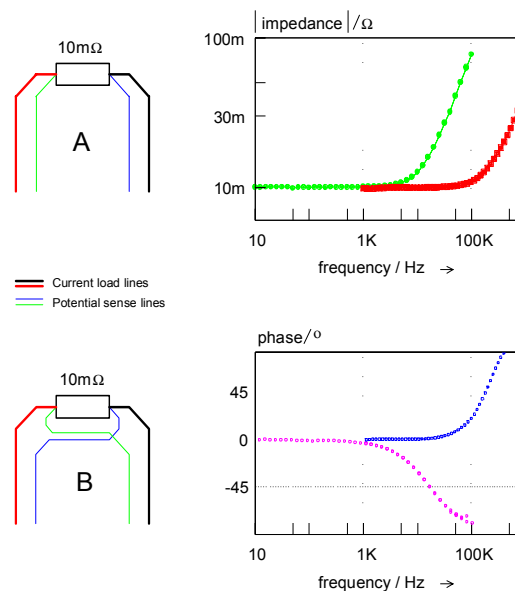 10mΩ
A
Current load lines
Potential sense lines
10mΩ
B
|impedance|/Ω
100m
30m
10m
10 1K 100K
frequency / Hz →
phase/°
45
0
-45
10 1K 100K
frequency / Hz →